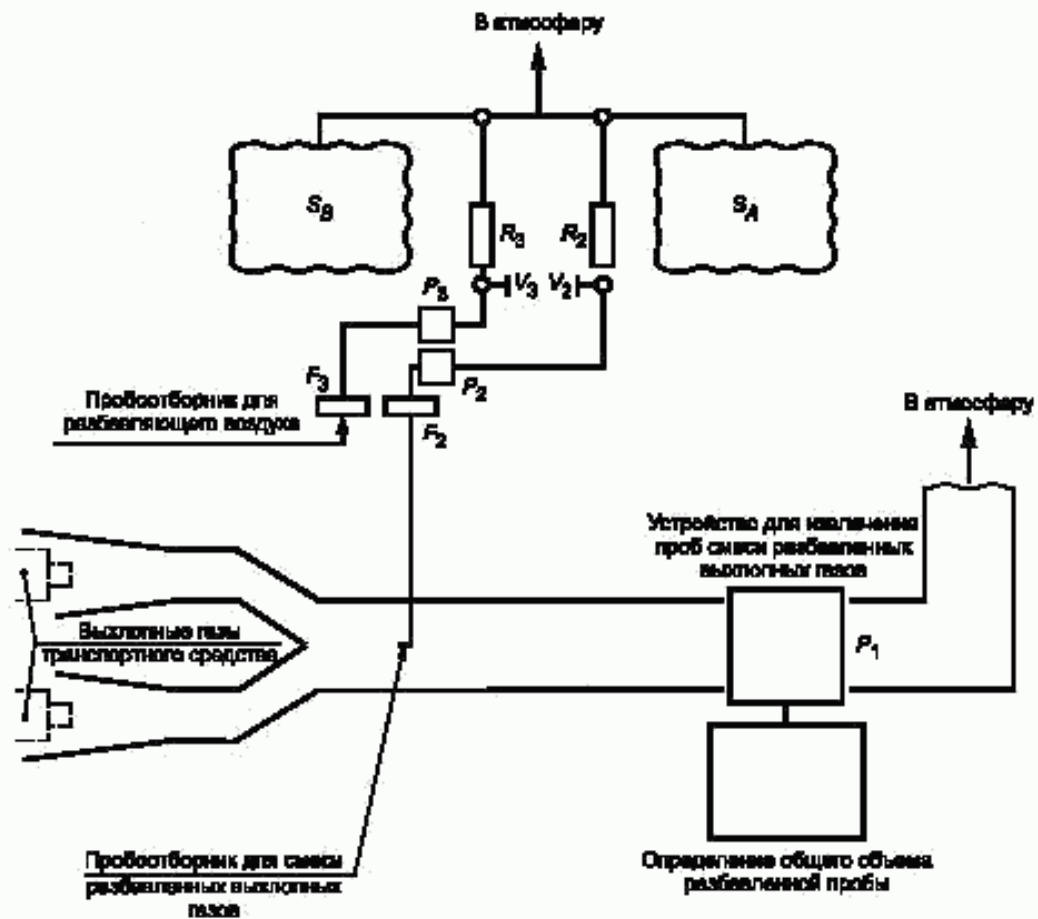 В атмосферу
S_B
S_A
R_3
R_2
V_3
V_2
P_3
P_2
F_3
F_2
Пробоотборник для
разбавляющего воздуха
В атмосферу
Устройство для извлечения
проб смеси разбавленных
выхлопных газов
P_1
Выхлопные газы
транспортного средства
Пробоотборник для смеси
разбавленных выхлопных
газов
Определение общего объема
разбавленной пробы